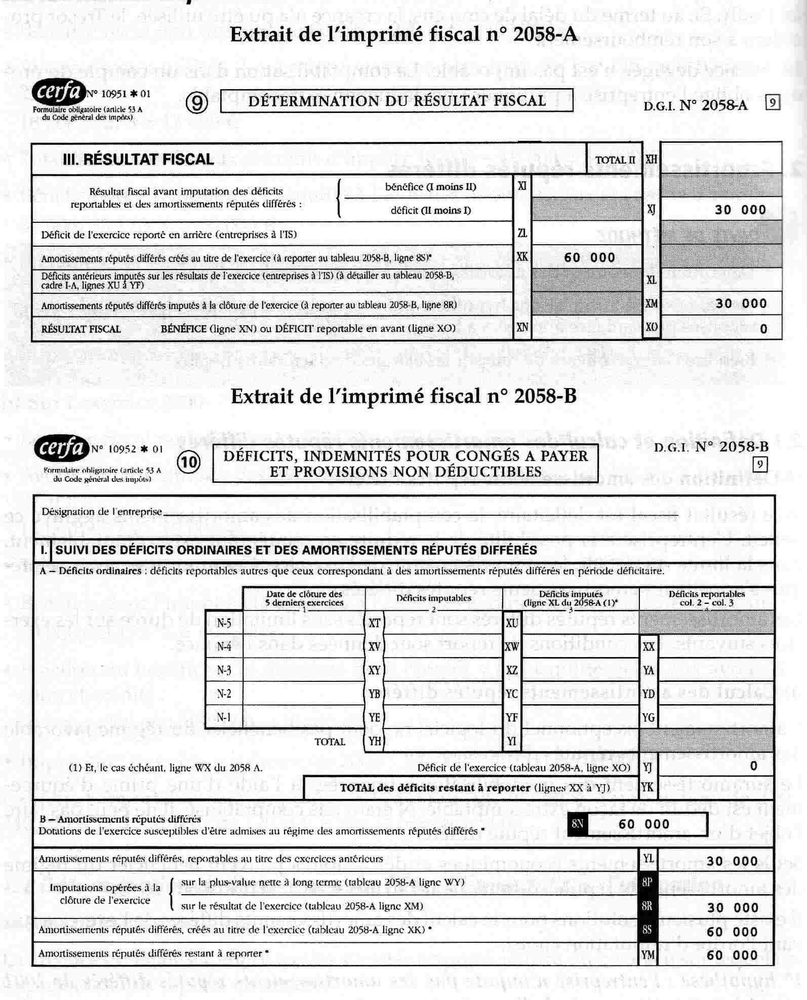 Extrait de l'imprimé fiscal n° 2058-A
cerfa N° 10951 ✱ 01
Formulaire obligatoire (article 53 A
du Code général des impôts)
9
DÉTERMINATION DU RÉSULTAT FISCAL
D.G.I. N° 2058-A 9
III. RÉSULTAT FISCAL TOTAL II XH
Résultat fiscal avant imputation des déficits
reportables et des amortissements réputés différés :
bénéfice (I moins II) XI
déficit (II moins I) XJ 30 000
Déficit de l'exercice reporté en arrière (entreprises à l'IS) ZL
Amortissements réputés différés créés au titre de l'exercice (à reporter au tableau 2058-B, ligne 8S)* XK 60 000
Déficits antérieurs imputés sur les résultats de l'exercice (entreprises à l'IS) (à détailler au tableau 2058-B,
cadre I-A, lignes XU à YF) XL
Amortissements réputés différés imputés à la clôture de l'exercice (à reporter au tableau 2058-B, ligne 8R) XM 30 000
RÉSULTAT FISCAL BÉNÉFICE (ligne XN) ou DÉFICIT reportable en avant (ligne XO) XN XO 0
Extrait de l'imprimé fiscal n° 2058-B
cerfa N° 10952 ✱ 01
Formulaire obligatoire (article 53 A
du Code général des impôts)
10
DÉFICITS, INDEMNITÉS POUR CONGÉS A PAYER
ET PROVISIONS NON DÉDUCTIBLES
D.G.I. N° 2058-B
9
Désignation de l'entreprise
I. SUIVI DES DÉFICITS ORDINAIRES ET DES AMORTISSEMENTS RÉPUTÉS DIFFÉRÉS
A – Déficits ordinaires : déficits reportables autres que ceux correspondant à des amortissements réputés différés en période déficitaire.
Date de clôture des
5 derniers exercices
1
Déficits imputables
2
Déficits imputés
(ligne XL du 2058-A (1)*
3
Déficits reportables
col. 2 – col. 3
4
N-5 XT XU
N-4 XV XW XX
N-3 XY XZ YA
N-2 YB YC YD
N-1 YE YF YG
TOTAL YH YI
(1) Et, le cas échéant, ligne WX du 2058 A. Déficit de l'exercice (tableau 2058-A, ligne XO) YJ 0
TOTAL des déficits restant à reporter (lignes XX à YJ) YK
B – Amortissements réputés différés
Dotations de l'exercice susceptibles d'être admises au régime des amortissements réputés différés * 8N 60 000
Amortissements réputés différés, reportables au titre des exercices antérieurs YL 30 000
Imputations opérées à la
clôture de l'exercice
sur la plus-value nette à long terme (tableau 2058-A ligne WY) 8P
sur le résultat de l'exercice (tableau 2058-A ligne XM) 8R 30 000
Amortissements réputés différés, créés au titre de l'exercice (tableau 2058-A ligne XK) * 8S 60 000
Amortissements réputés différés restant à reporter * YM 60 000